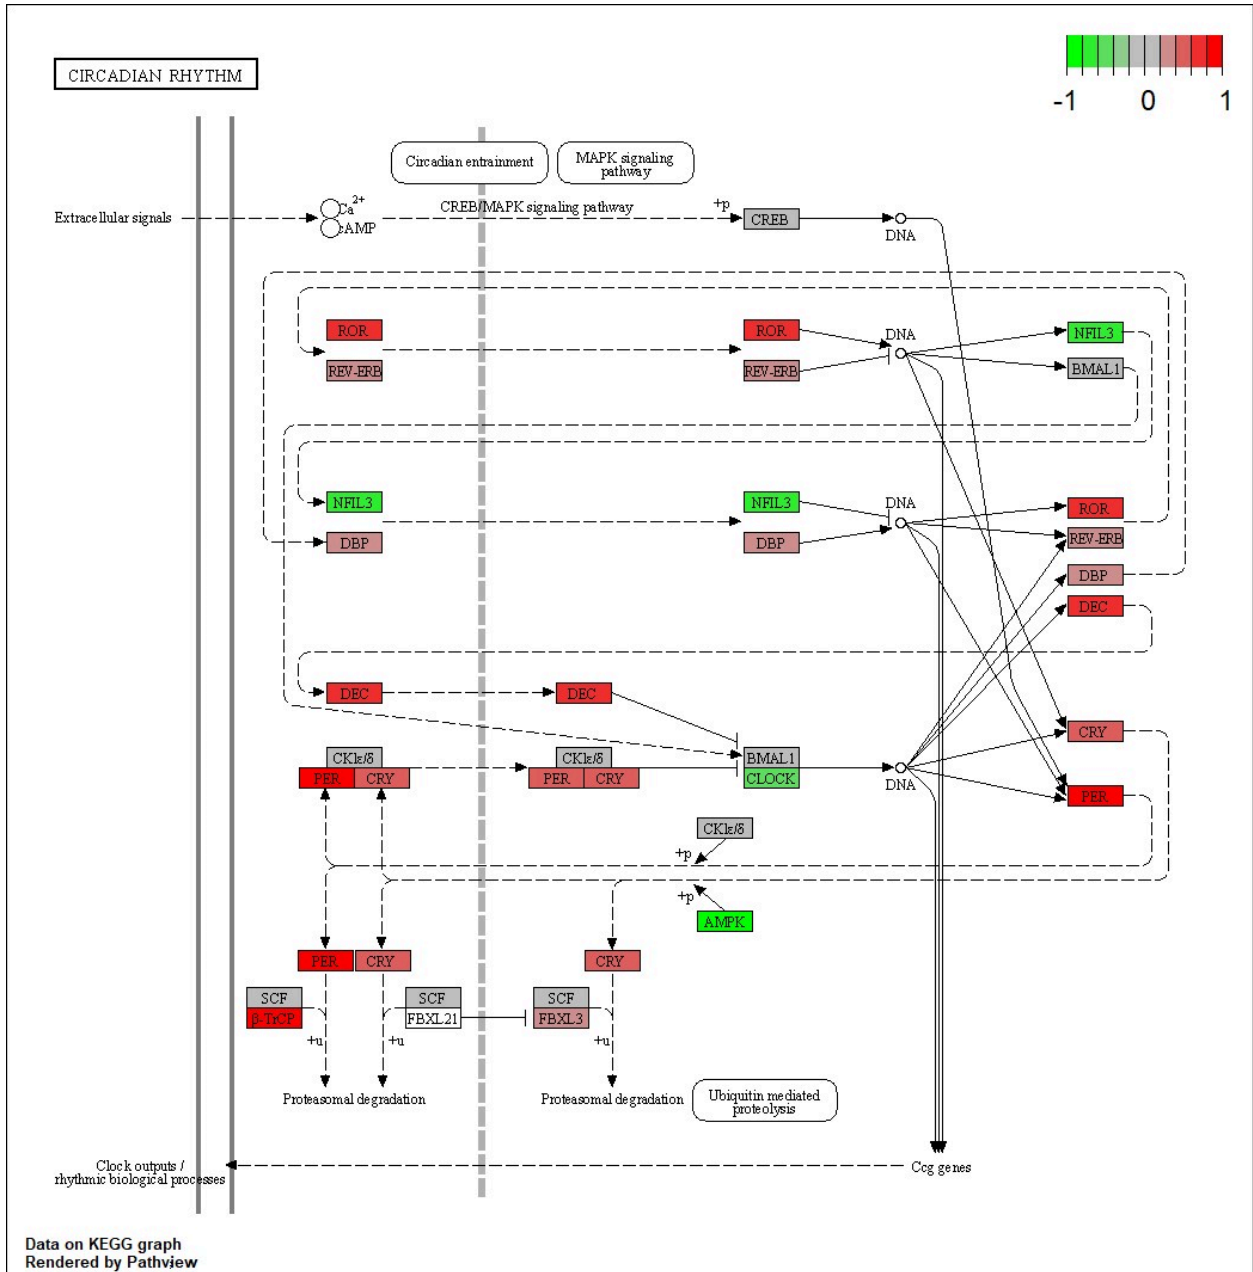 CIRCADIAN RHYTHM
-1 0 1
Circadian entrainment
MAPK signaling
pathway
Extracellular signals
Ca2+
cAMP
CREB/MAPK signaling pathway
+p
CREB
DNA
ROR
ROR
DNA
NFIL3
REV-ERB
REV-ERB
BMAL1
NFIL3
NFIL3
DNA
ROR
DBP
DBP
REV-ERB
DBP
DEC
DEC
DEC
CRY
CKIε/δ
CKIε/δ
BMAL1
PER CRY
PER CRY
CLOCK
DNA
PER
CKIε/δ
+p
+p
AMPK
PER CRY
CRY
SCF
SCF
SCF
β-TrCP
FBXL21
FBXL3
+u
+u
+u
Proteasomal degradation
Proteasomal degradation
Ubiquitin mediated
proteolysis
Clock outputs /
rhythmic biological processes
Ccg genes
Data on KEGG graph
Rendered by Pathview